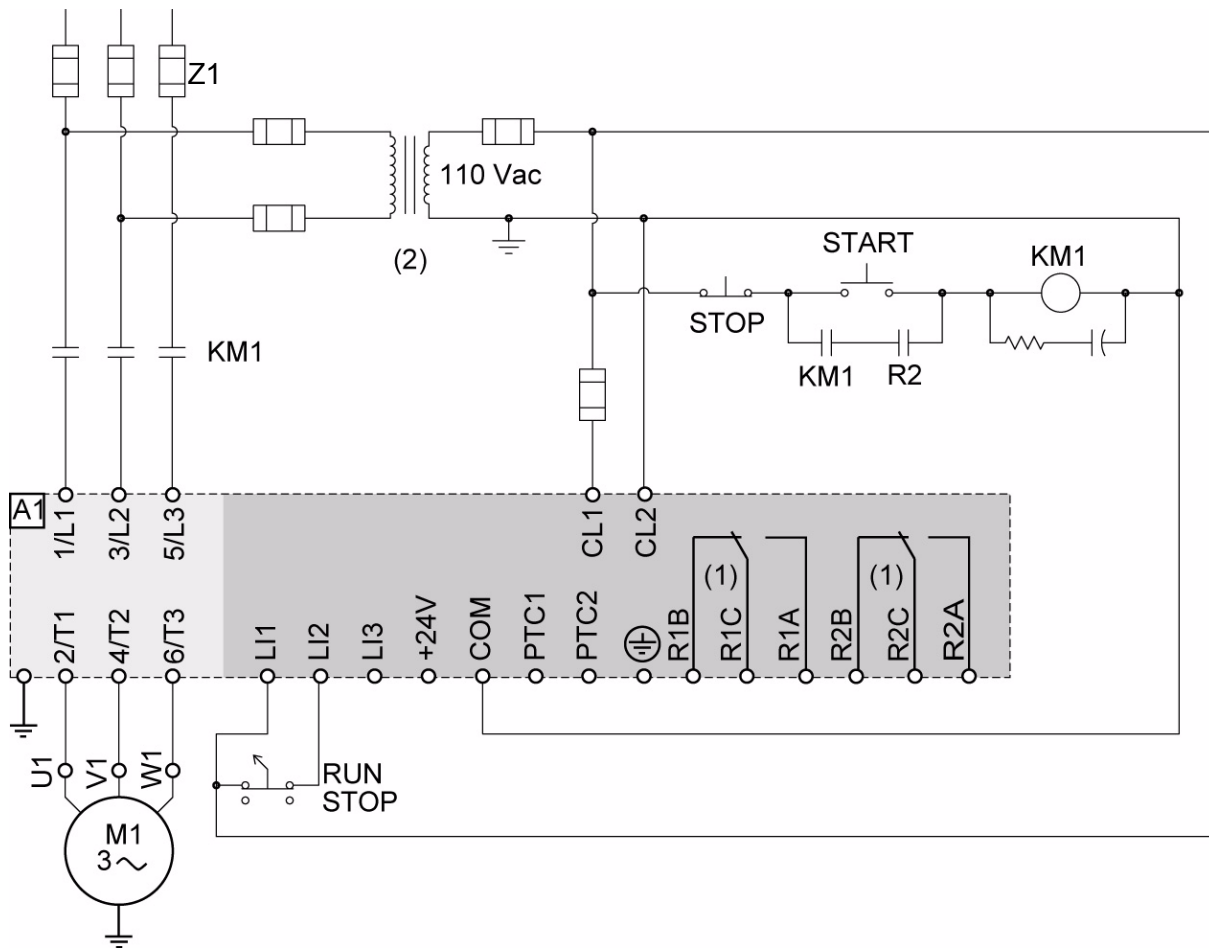 Z1
110 Vac
(2)
START
KM1
STOP
KM1
KM1
R2
A1
1/L1
3/L2
5/L3
CL1
CL2
(1)
(1)
2/T1
4/T2
6/T3
LI1
LI2
LI3
+24V
COM
PTC1
PTC2
R1B
R1C
R1A
R2B
R2C
R2A
U1
V1
W1
RUN
STOP
M1
3～